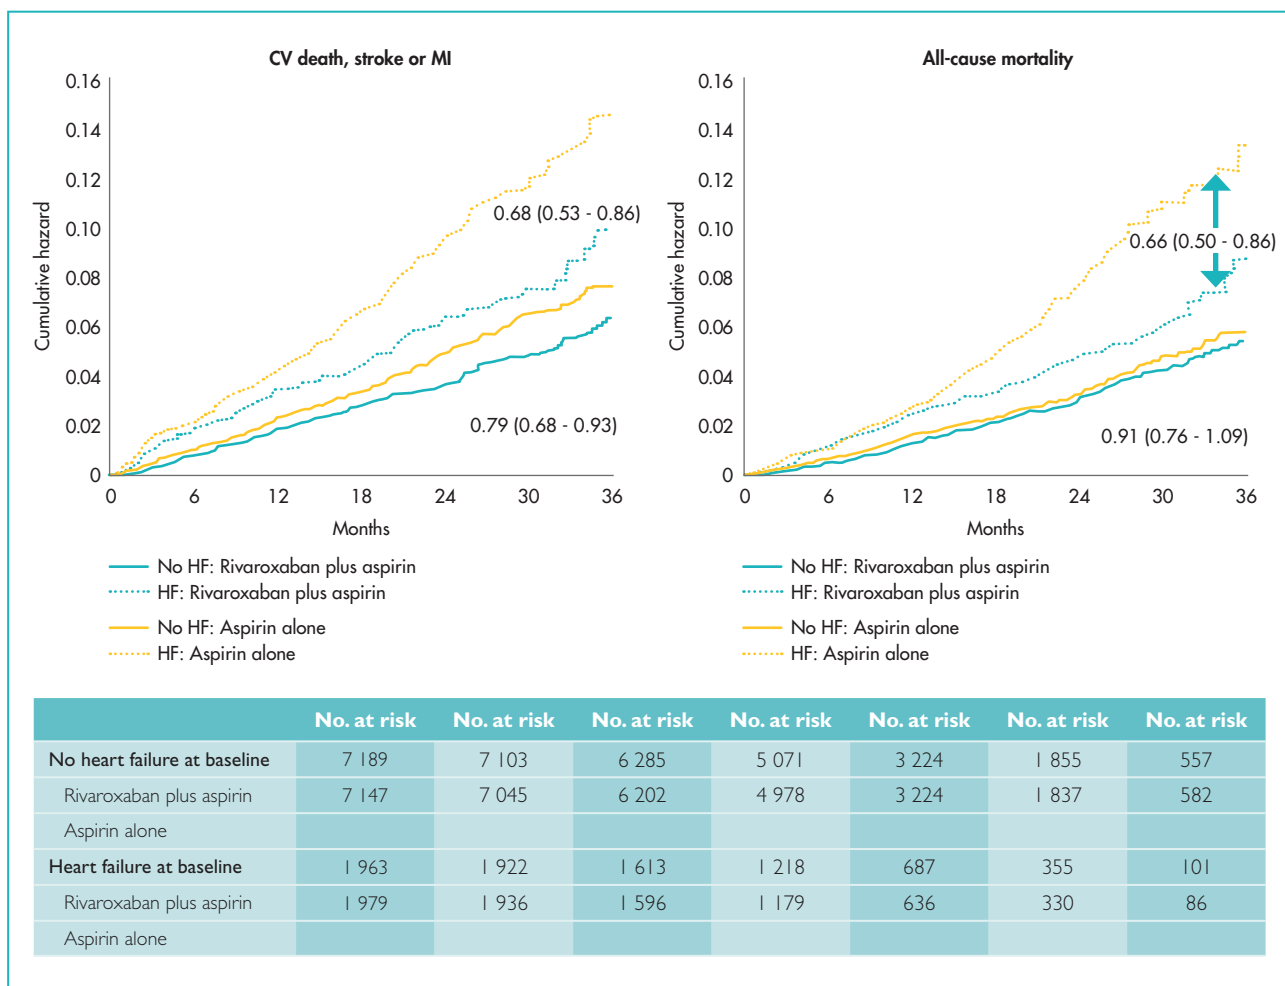 CV death, stroke or MI
0.16
0.14
0.12
0.10
0.08
0.06
0.04
0.02
0
Cumulative hazard
0.68 (0.53 - 0.86)
0.79 (0.68 - 0.93)
0 6 12 18 24 30 36
Months
No HF: Rivaroxaban plus aspirin
HF: Rivaroxaban plus aspirin
No HF: Aspirin alone
HF: Aspirin alone
All-cause mortality
0.16
0.14
0.12
0.10
0.08
0.06
0.04
0.02
0
Cumulative hazard
0.66 (0.50 - 0.86)
0.91 (0.76 - 1.09)
0 6 12 18 24 30 36
Months
No HF: Rivaroxaban plus aspirin
HF: Rivaroxaban plus aspirin
No HF: Aspirin alone
HF: Aspirin alone
No. at risk No. at risk No. at risk No. at risk No. at risk No. at risk No. at risk
No heart failure at baseline 7 189 7 103 6 285 5 071 3 224 1 855 557
Rivaroxaban plus aspirin 7 147 7 045 6 202 4 978 3 224 1 837 582
Aspirin alone
Heart failure at baseline 1 963 1 922 1 613 1 218 687 355 101
Rivaroxaban plus aspirin 1 979 1 936 1 596 1 179 636 330 86
Aspirin alone